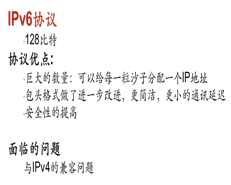 IPv6协议
·128比特
协议优点：
·巨大的数量：可以给每一粒沙子分配一个IP地址
·包头格式做了进一步改进，更简洁，更小的通讯延迟
·安全性的提高
面临的问题
与IPv4的兼容问题